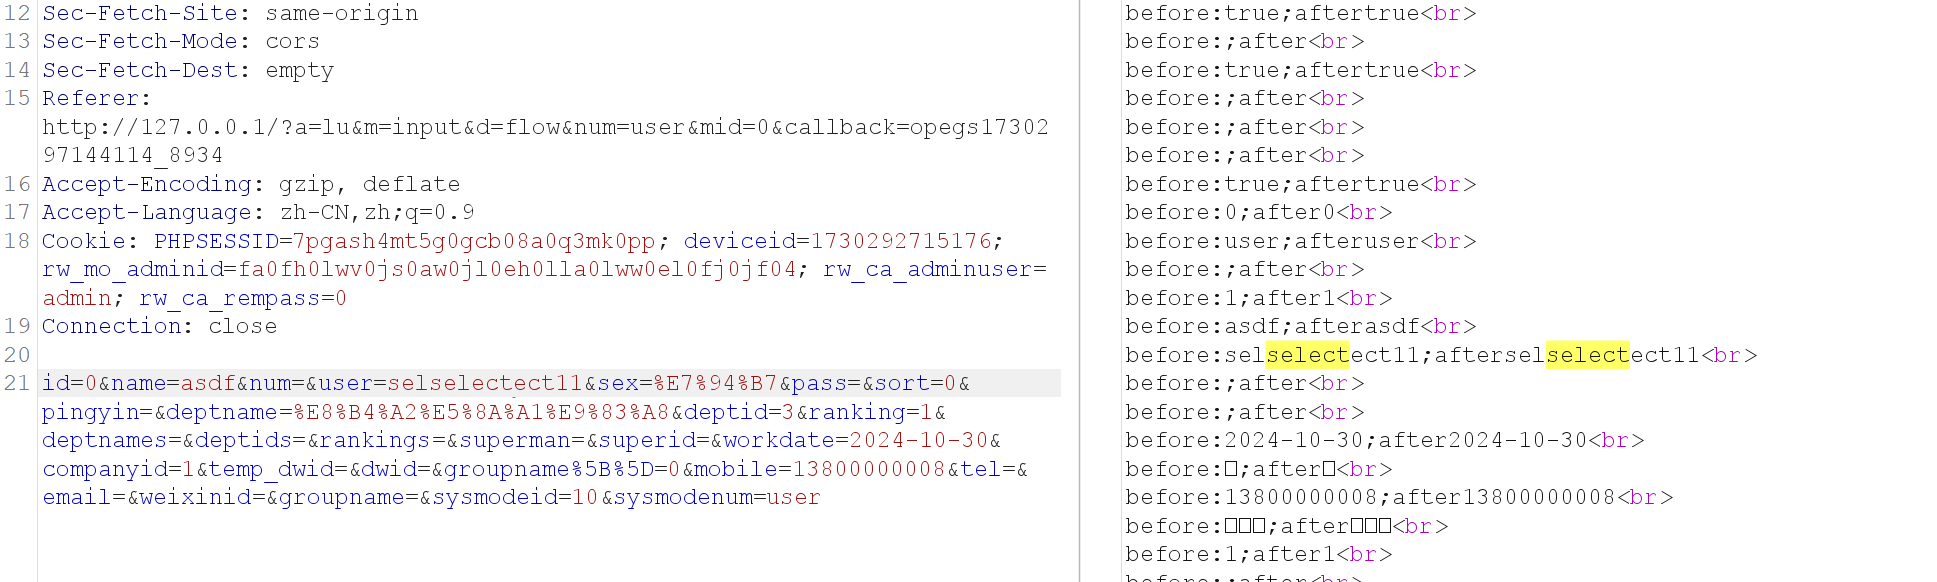 12 Sec-Fetch-Site: same-origin
13 Sec-Fetch-Mode: cors
14 Sec-Fetch-Dest: empty
15 Referer:
http://127.0.0.1/?a=lu&m=input&d=flow&num=user&mid=0&callback=opegs17302
97144114_8934
16 Accept-Encoding: gzip, deflate
17 Accept-Language: zh-CN,zh;q=0.9
18 Cookie: PHPSESSID=7pgash4mt5g0gcb08a0q3mk0pp; deviceid=1730292715176;
rw_mo_adminid=fa0fh0lwv0js0aw0jl0eh0lla0lww0el0fj0jf04; rw_ca_adminuser=
admin; rw_ca_rempass=0
19 Connection: close
20
21 id=0&name=asdf&num=&user=selselectect11&sex=%E7%94%B7&pass=&sort=0&
pingyin=&deptname=%E8%B4%A2%E5%8A%A1%E9%83%A8&deptid=3&ranking=1&
deptnames=&deptids=&rankings=&superman=&superid=&workdate=2024-10-30&
companyid=1&temp_dwid=&dwid=&groupname%5B%5D=0&mobile=13800000008&tel=&
email=&weixinid=&groupname=&sysmodeid=10&sysmodenum=user
before:true;aftertrue<br>
before:;after<br>
before:true;aftertrue<br>
before:;after<br>
before:;after<br>
before:;after<br>
before:true;aftertrue<br>
before:0;after0<br>
before:user;afteruser<br>
before:;after<br>
before:1;after1<br>
before:asdf;afterasdf<br>
before:selselectect11;afterselselectect11<br>
before:;after<br>
before:;after<br>
before:2024-10-30;after2024-10-30<br>
before:□;after□<br>
before:13800000008;after13800000008<br>
before:□□□;after□□□<br>
before:1;after1<br>
before:;after<br>